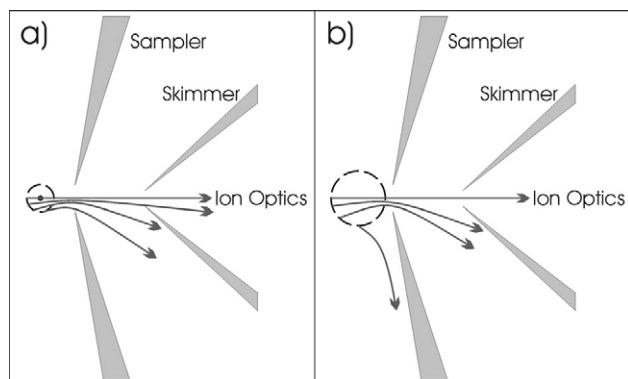 a)
Sampler
Skimmer
Ion Optics
b)
Sampler
Skimmer
Ion Optics